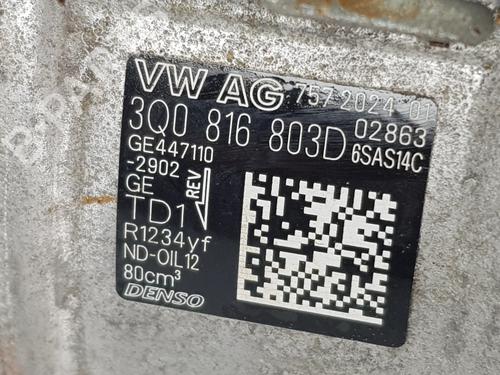 VW AG 757 2024 01
3Q0 816 803D 02863
6SAS14C
GE447110
-2902
GE
REV
TD1
R1234yf
ND-OIL12
80cm³
DENSO